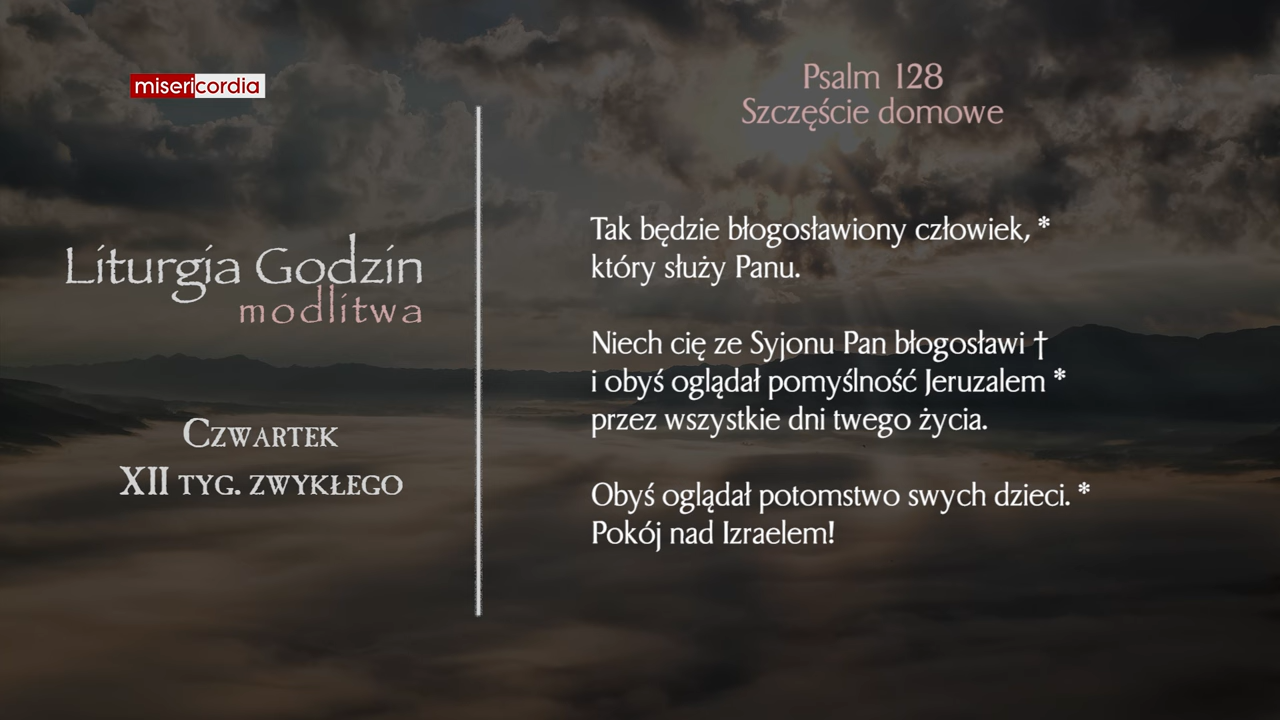 misericordia
Liturgia Godzin
modlitwa
Czwartek
XII tyg. zwykłego
Psalm 128
Szczęście domowe
Tak będzie błogosławiony człowiek, *
który służy Panu.
Niech cię ze Syjonu Pan błogosławi †
i obyś oglądał pomyślność Jeruzalem *
przez wszystkie dni twego życia.
Obyś oglądał potomstwo swych dzieci. *
Pokój nad Izraelem!